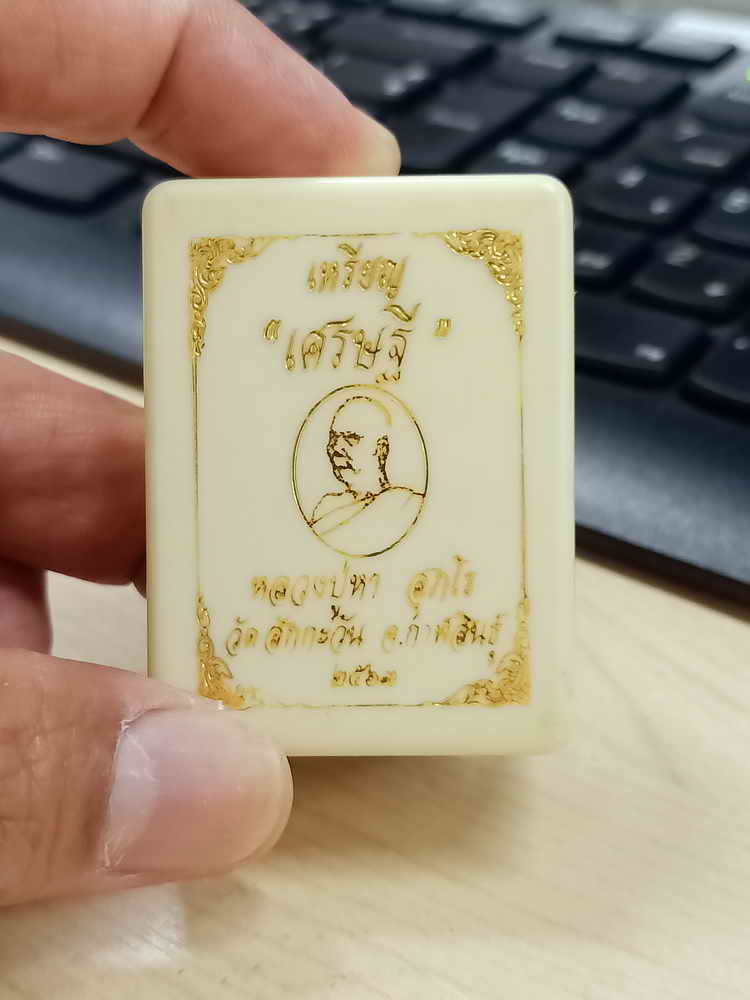 เหรียญ
"เศรษฐี"
หลวงปู่หา สุภโร
วัดสักกะวัน จ.กาฬสินธุ์
๒๕๖๓